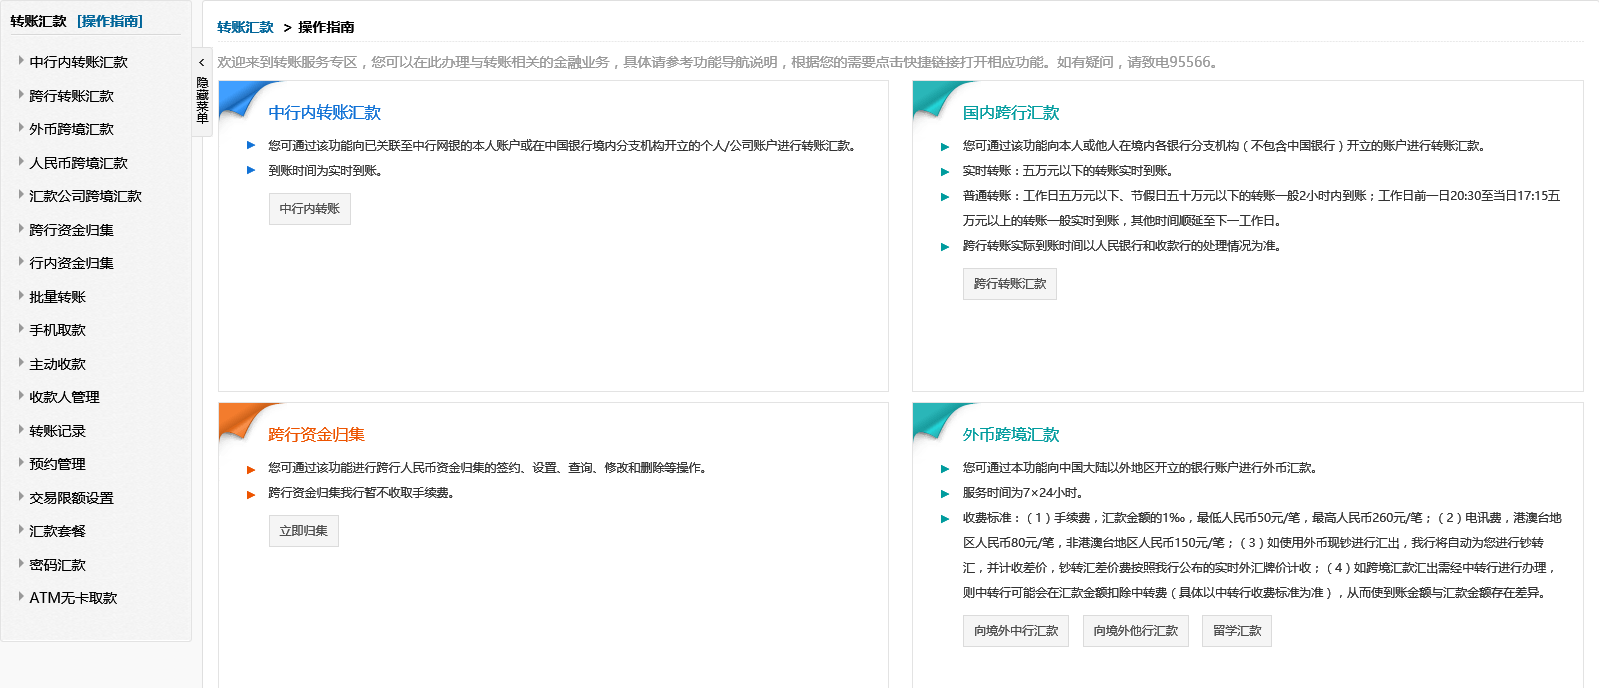 转账汇款 [操作指南]
中行内转账汇款
跨行转账汇款
外币跨境汇款
人民币跨境汇款
汇款公司跨境汇款
跨行资金归集
行内资金归集
批量转账
手机取款
主动收款
收款人管理
转账记录
预约管理
交易限额设置
汇款套餐
密码汇款
ATM无卡取款
<
隐藏菜单
转账汇款 > 操作指南
欢迎来到转账服务专区，您可以在此办理与转账相关的金融业务，具体请参考功能导航说明，根据您的需要点击快捷链接打开相应功能。如有疑问，请致电95566。
中行内转账汇款
您可通过该功能向已关联至中行网银的本人账户或在中国银行境内分支机构开立的个人/公司账户进行转账汇款。
到账时间为实时到账。
中行内转账
国内跨行汇款
您可通过该功能向本人或他人在境内各银行分支机构（不包含中国银行）开立的账户进行转账汇款。
实时转账：五万元以下的转账实时到账。
普通转账：工作日五万元以下、节假日五十万元以下的转账一般2小时内到账；工作日前一日20:30至当日17:15五
万元以上的转账一般实时到账，其他时间顺延至下一工作日。
跨行转账实际到账时间以人民银行和收款行的处理情况为准。
跨行转账汇款
跨行资金归集
您可通过该功能进行跨行人民币资金归集的签约、设置、查询、修改和删除等操作。
跨行资金归集我行暂不收取手续费。
立即归集
外币跨境汇款
您可通过本功能向中国大陆以外地区开立的银行账户进行外币汇款。
服务时间为7×24小时。
收费标准：（1）手续费，汇款金额的1‰，最低人民币50元/笔，最高人民币260元/笔；（2）电讯费，港澳台地
区人民币80元/笔，非港澳台地区人民币150元/笔；（3）如使用外币现钞进行汇出，我行将自动为您进行钞转
汇，并计收差价，钞转汇差价费按照我行公布的实时外汇牌价计收；（4）如跨境汇款汇出需经中转行进行办理，
则中转行可能会在汇款金额扣除中转费（具体以中转行收费标准为准），从而使到账金额与汇款金额存在差异。
向境外中行汇款
向境外他行汇款
留学汇款